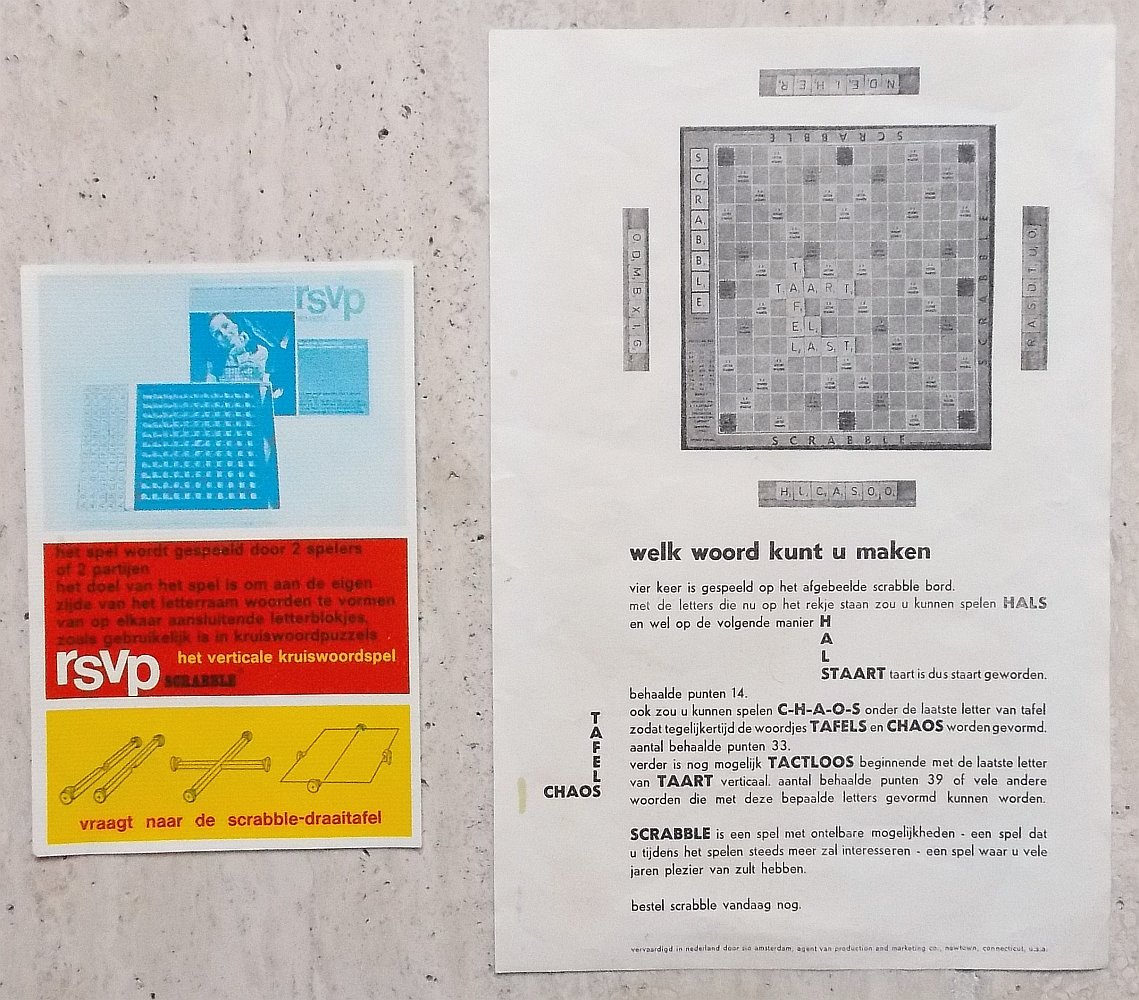 rsvp
het spel wordt gespeeld door 2 spelers
of 2 partijen
het doel van het spel is om aan de eigen
zijde van het letterraam woorden te vormen
van op elkaar aansluitende letterblokjes,
zoals gebruikelijk is in kruiswoordpuzzels
rsvp het verticale kruiswoordspel
SCRABBLE
vraagt naar de scrabble-draaitafel
NDEIHER
SCRABBLE
SCRABBLE
ODMBXIG
RASDTUO
SCRABBLE
T
TAART
F
EL
LAST
SCRABBLE
HLCASOO
welk woord kunt u maken
vier keer is gespeeld op het afgebeelde scrabble bord.
met de letters die nu op het rekje staan zou u kunnen spelen HALS
en wel op de volgende manier H
A
L
STAART taart is dus staart geworden.
behaalde punten 14.
ook zou u kunnen spelen C-H-A-O-S onder de laatste letter van tafel
zodat tegelijkertijd de woordjes TAFELS en CHAOS worden gevormd.
aantal behaalde punten 33.
verder is nog mogelijk TACTLOOS beginnende met de laatste letter
van TAART verticaal. aantal behaalde punten 39 of vele andere
woorden die met deze bepaalde letters gevormd kunnen worden.
T
A
F
E
L
CHAOS
SCRABBLE is een spel met ontelbare mogelijkheden - een spel dat
u tijdens het spelen steeds meer zal interesseren - een spel waar u vele
jaren plezier van zult hebben.
bestel scrabble vandaag nog.
vervaardigd in nederland door sio amsterdam, agent van production and marketing co., newtown, connecticut, u.s.a.